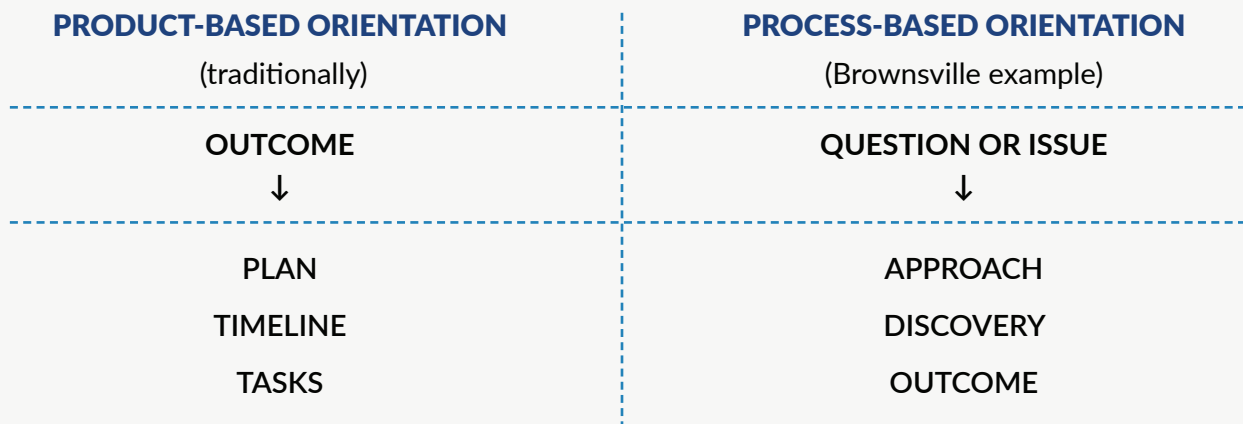 PRODUCT-BASED ORIENTATION
(traditionally)
OUTCOME
↓
PLAN
TIMELINE
TASKS
PROCESS-BASED ORIENTATION
(Brownsville example)
QUESTION OR ISSUE
↓
APPROACH
DISCOVERY
OUTCOME